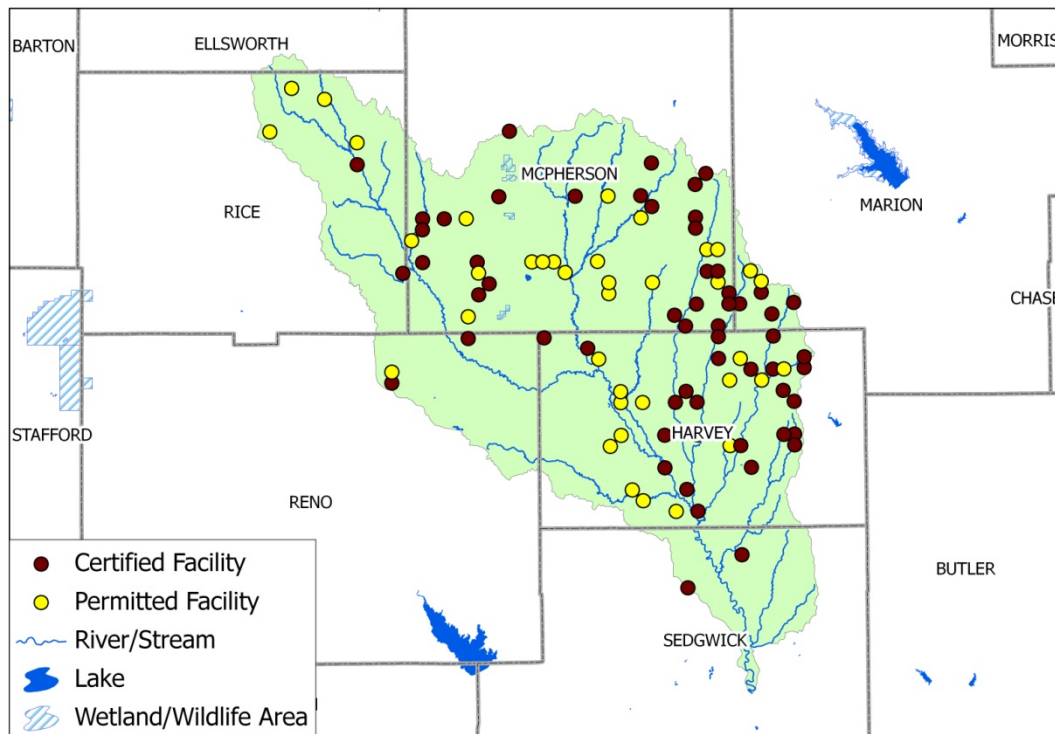 BARTON
ELLSWORTH
MORRIS
MCPHERSON
RICE
MARION
CHASE
STAFFORD
HARVEY
RENO
BUTLER
SEDGWICK
Certified Facility
Permitted Facility
River/Stream
Lake
Wetland/Wildlife Area